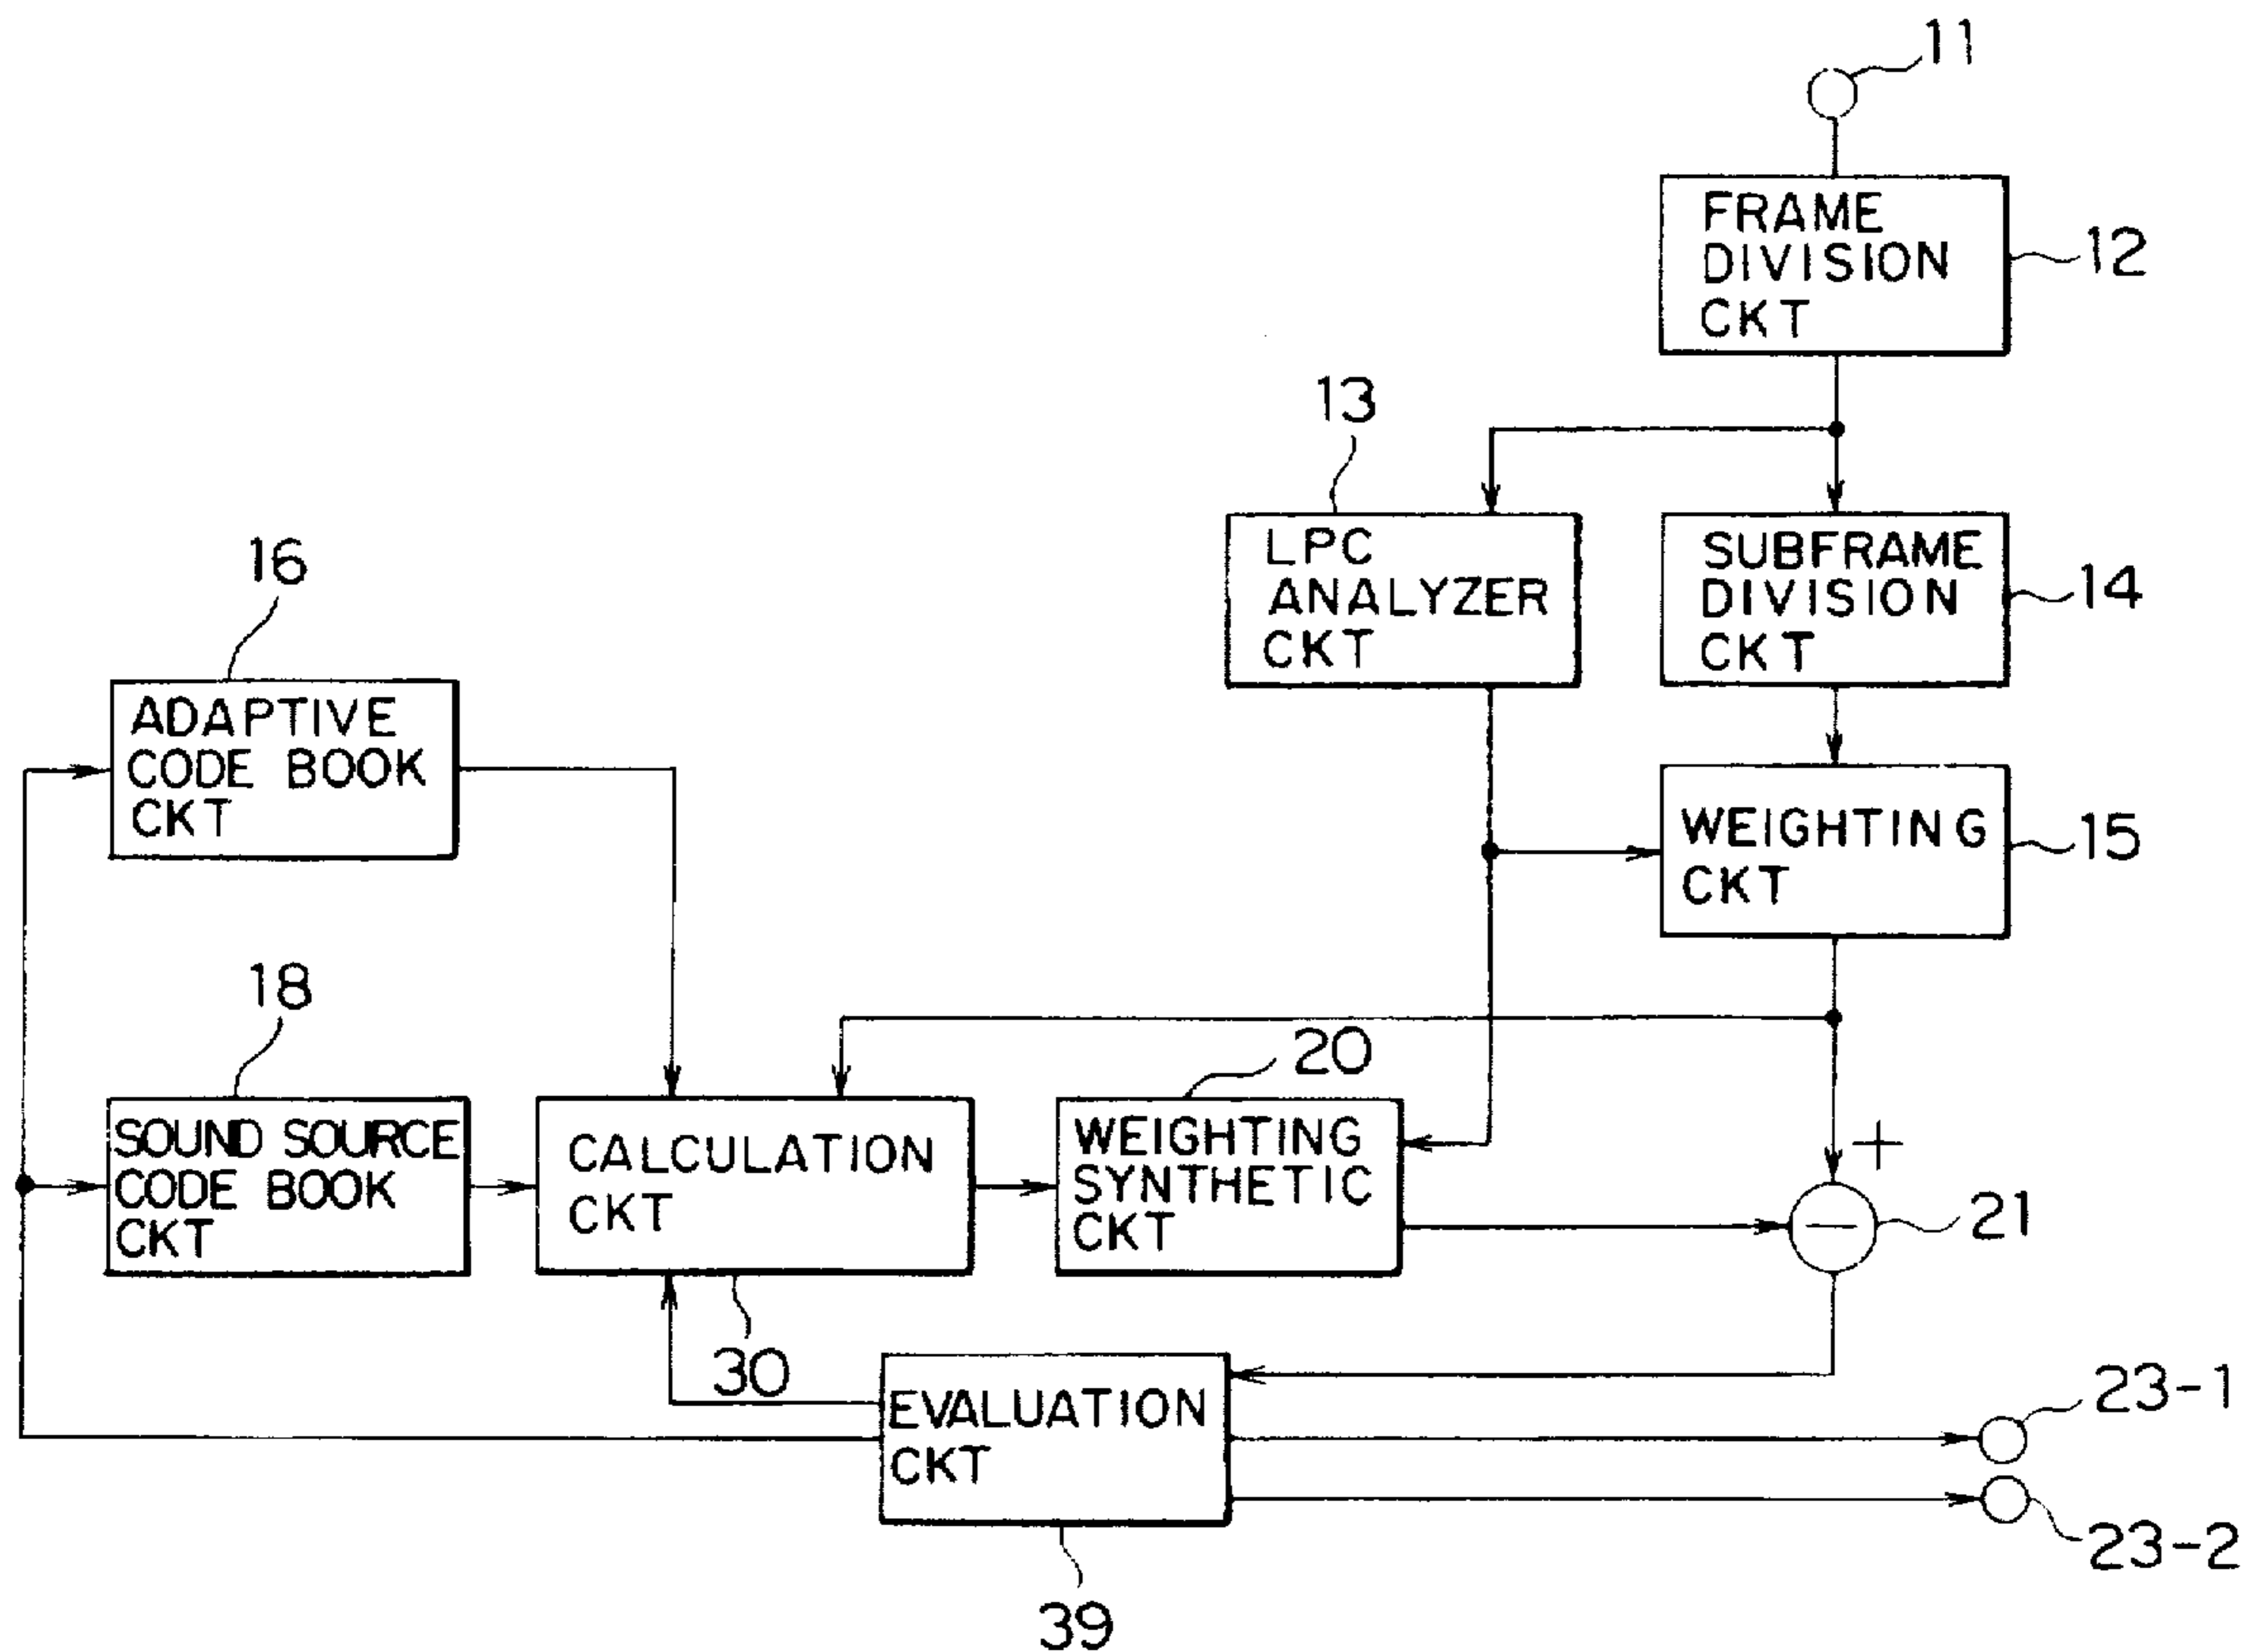 11
FRAME
DIVISION
CKT
12
13
LPC
ANALYZER
CKT
SUBFRAME
DIVISION
CKT
14
16
ADAPTIVE
CODE BOOK
CKT
WEIGHTING
CKT
15
18
SOUND SOURCE
CODE BOOK
CKT
CALCULATION
CKT
30
20
WEIGHTING
SYNTHETIC
CKT
+
−
21
EVALUATION
CKT
39
23-1
23-2